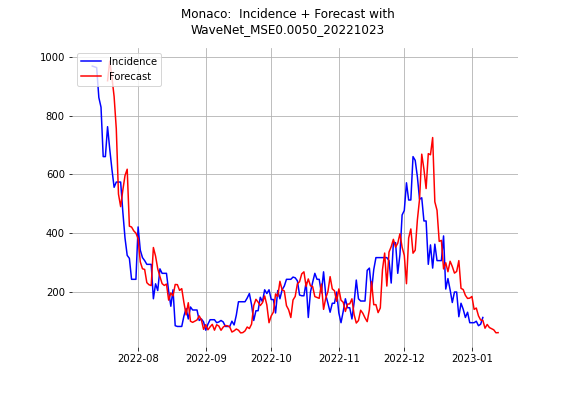 Monaco:  Incidence + Forecast with
WaveNet_MSE0.0050_20221023
1000
800
600
400
200
Incidence
Forecast
2022-08
2022-09
2022-10
2022-11
2022-12
2023-01